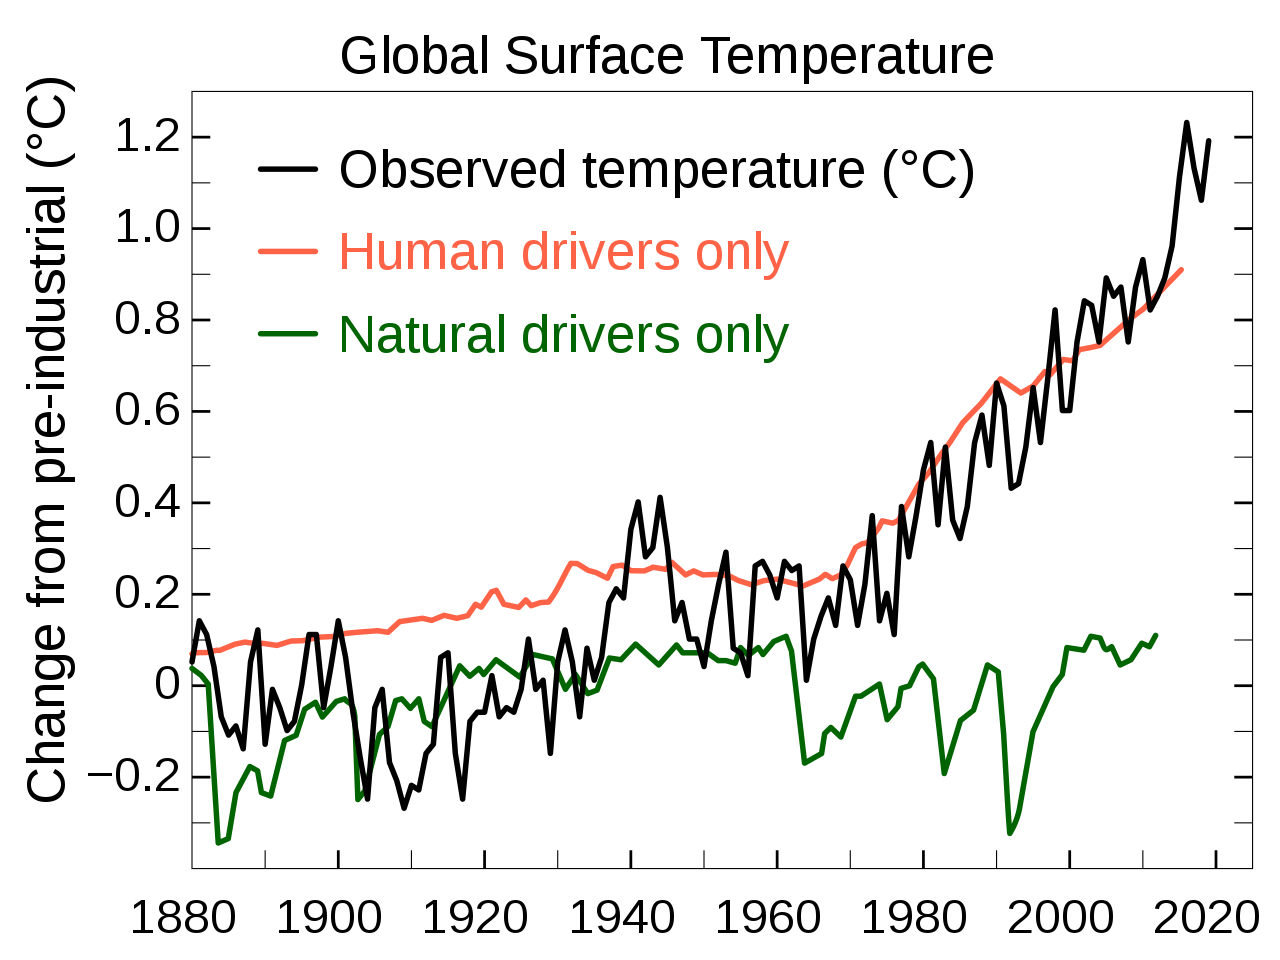 Global Surface Temperature
Change from pre-industrial (°C)
1.2
1.0
0.8
0.6
0.4
0.2
0
−0.2
Observed temperature (°C)
Human drivers only
Natural drivers only
1880 1900 1920 1940 1960 1980 2000 2020